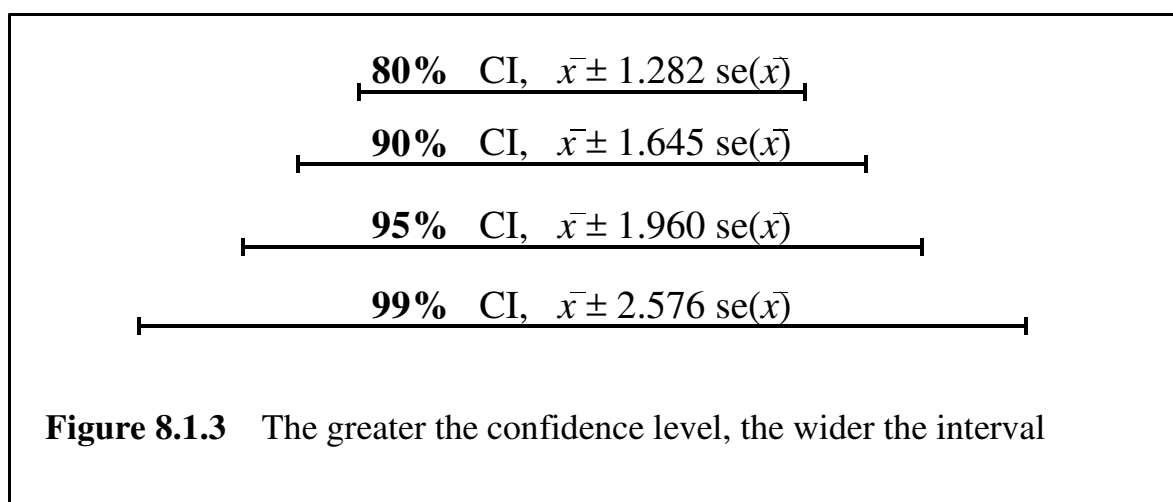 80% CI, x̄ ± 1.282 se(x̄)
90% CI, x̄ ± 1.645 se(x̄)
95% CI, x̄ ± 1.960 se(x̄)
99% CI, x̄ ± 2.576 se(x̄)
Figure 8.1.3 The greater the confidence level, the wider the interval